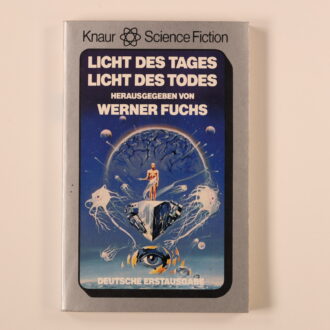 Knaur Science Fiction
LICHT DES TAGES
LICHT DES TODES
HERAUSGEGEBEN VON
WERNER FUCHS
DEUTSCHE ERSTAUSGABE